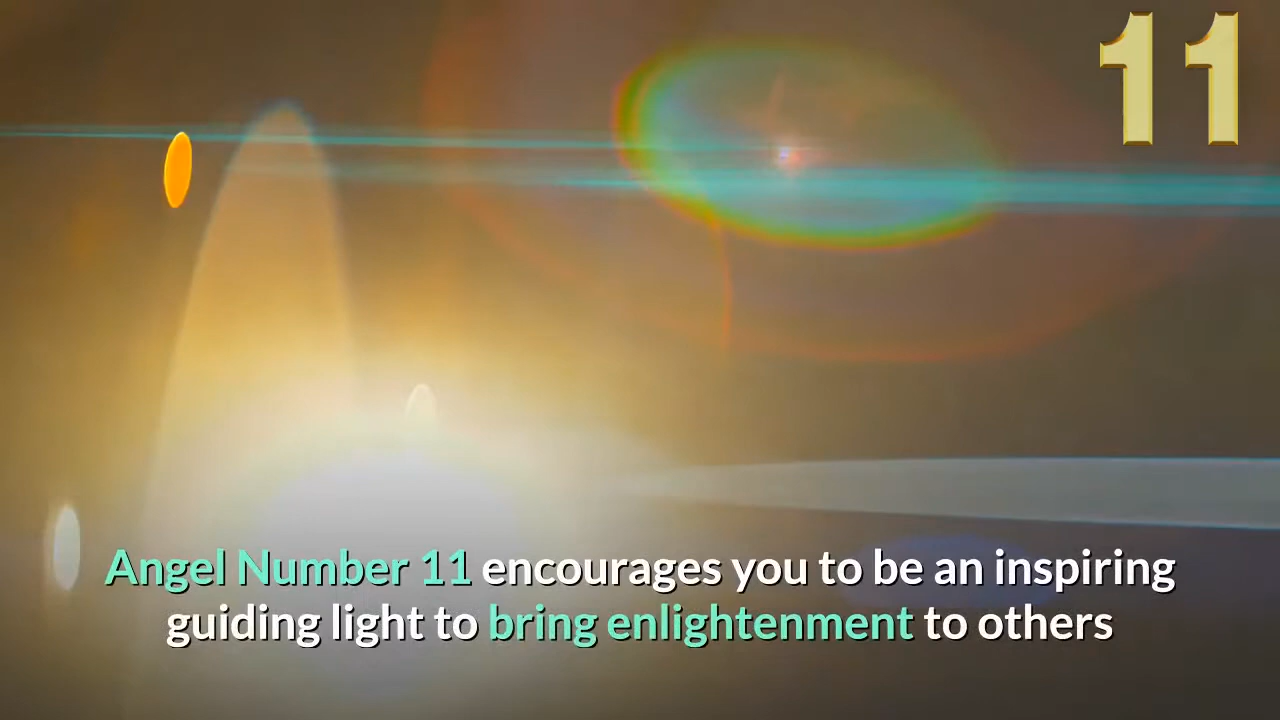 11
Angel Number 11 encourages you to be an inspiring
guiding light to bring enlightenment to others